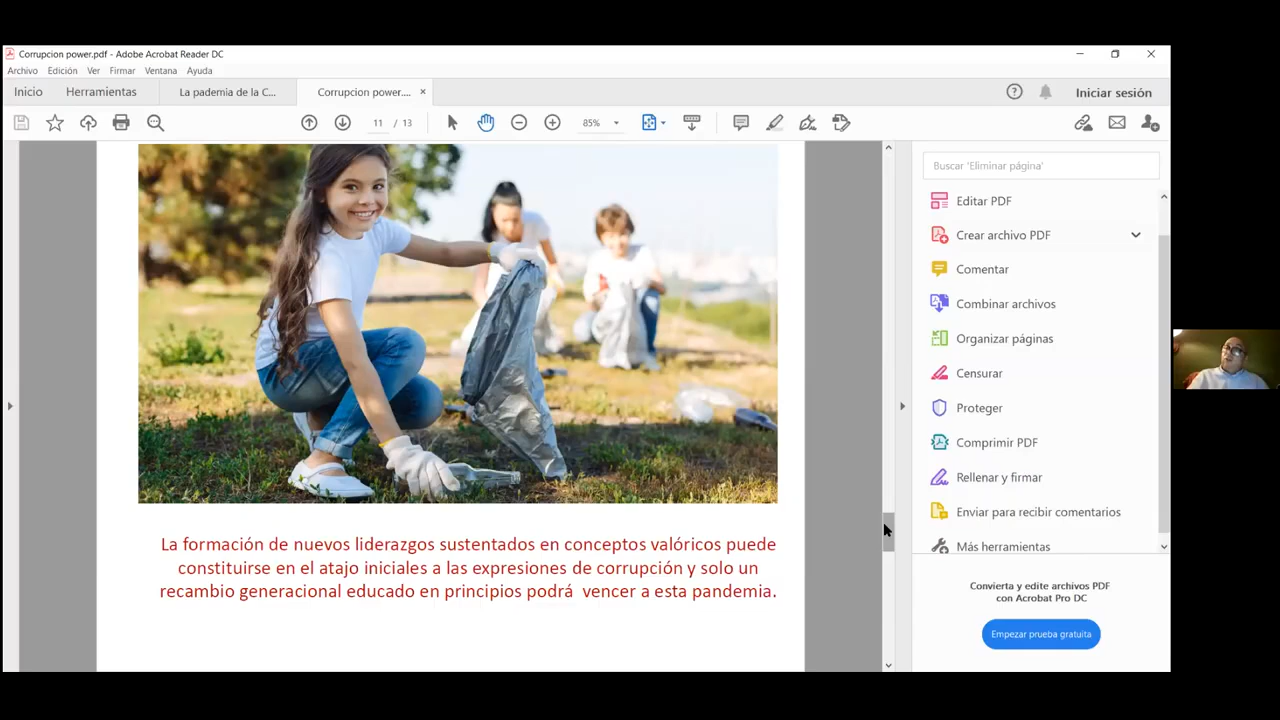 Corrupcion power.pdf - Adobe Acrobat Reader DC
Archivo Edición Ver Firmar Ventana Ayuda
Inicio Herramientas La pademia de la C... Corrupcion power.... × Iniciar sesión
11 / 13 85%
Buscar 'Eliminar página'
Editar PDF
Crear archivo PDF
Comentar
Combinar archivos
Organizar páginas
Censurar
Proteger
Comprimir PDF
Rellenar y firmar
Enviar para recibir comentarios
Más herramientas
Convierta y edite archivos PDF
con Acrobat Pro DC
Empezar prueba gratuita
La formación de nuevos liderazgos sustentados en conceptos valóricos puede
constituirse en el atajo iniciales a las expresiones de corrupción y solo un
recambio generacional educado en principios podrá  vencer a esta pandemia.